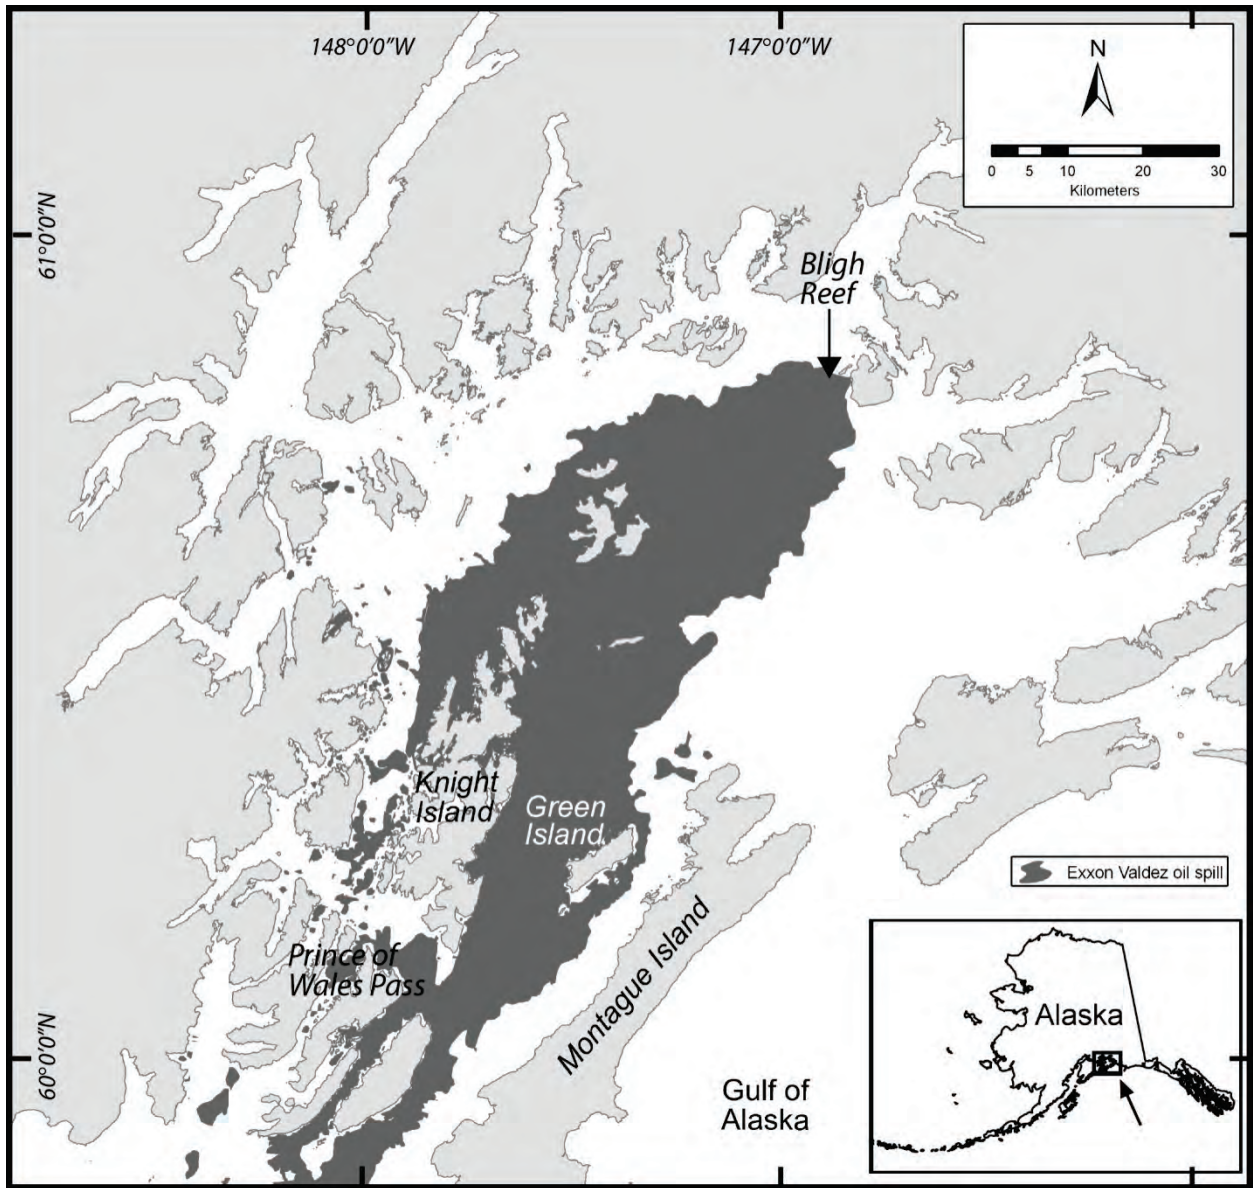 148°0'0"W
147°0'0"W
N
0 5 10 20 30
Kilometers
61°0'0"N
Bligh
Reef
Knight
Island
Green
Island
Exxon Valdez oil spill
Prince of
Wales Pass
Montague Island
60°0'0"N
Gulf of
Alaska
Alaska